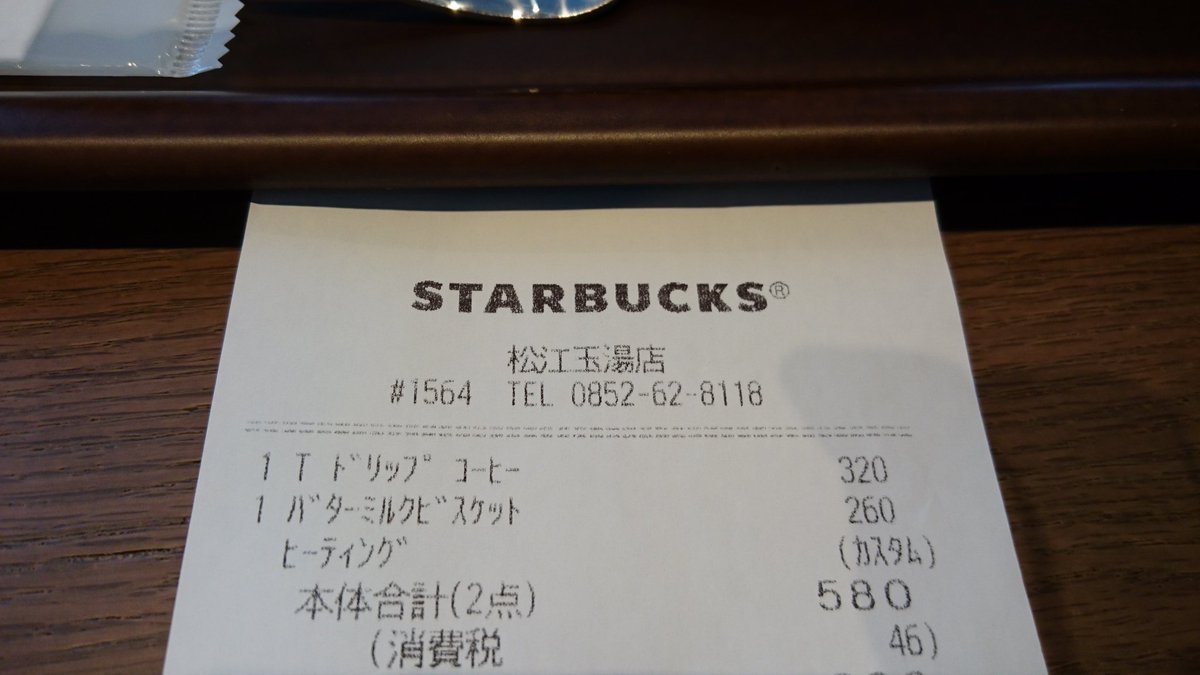 STARBUCKS®
松江玉湯店
#1564 TEL 0852-62-8118
1 T ドリップ コーヒー 320
1 バターミルクビスケット 260
ヒーティング (カスタム)
本体合計(2点) 580
(消費税 46)